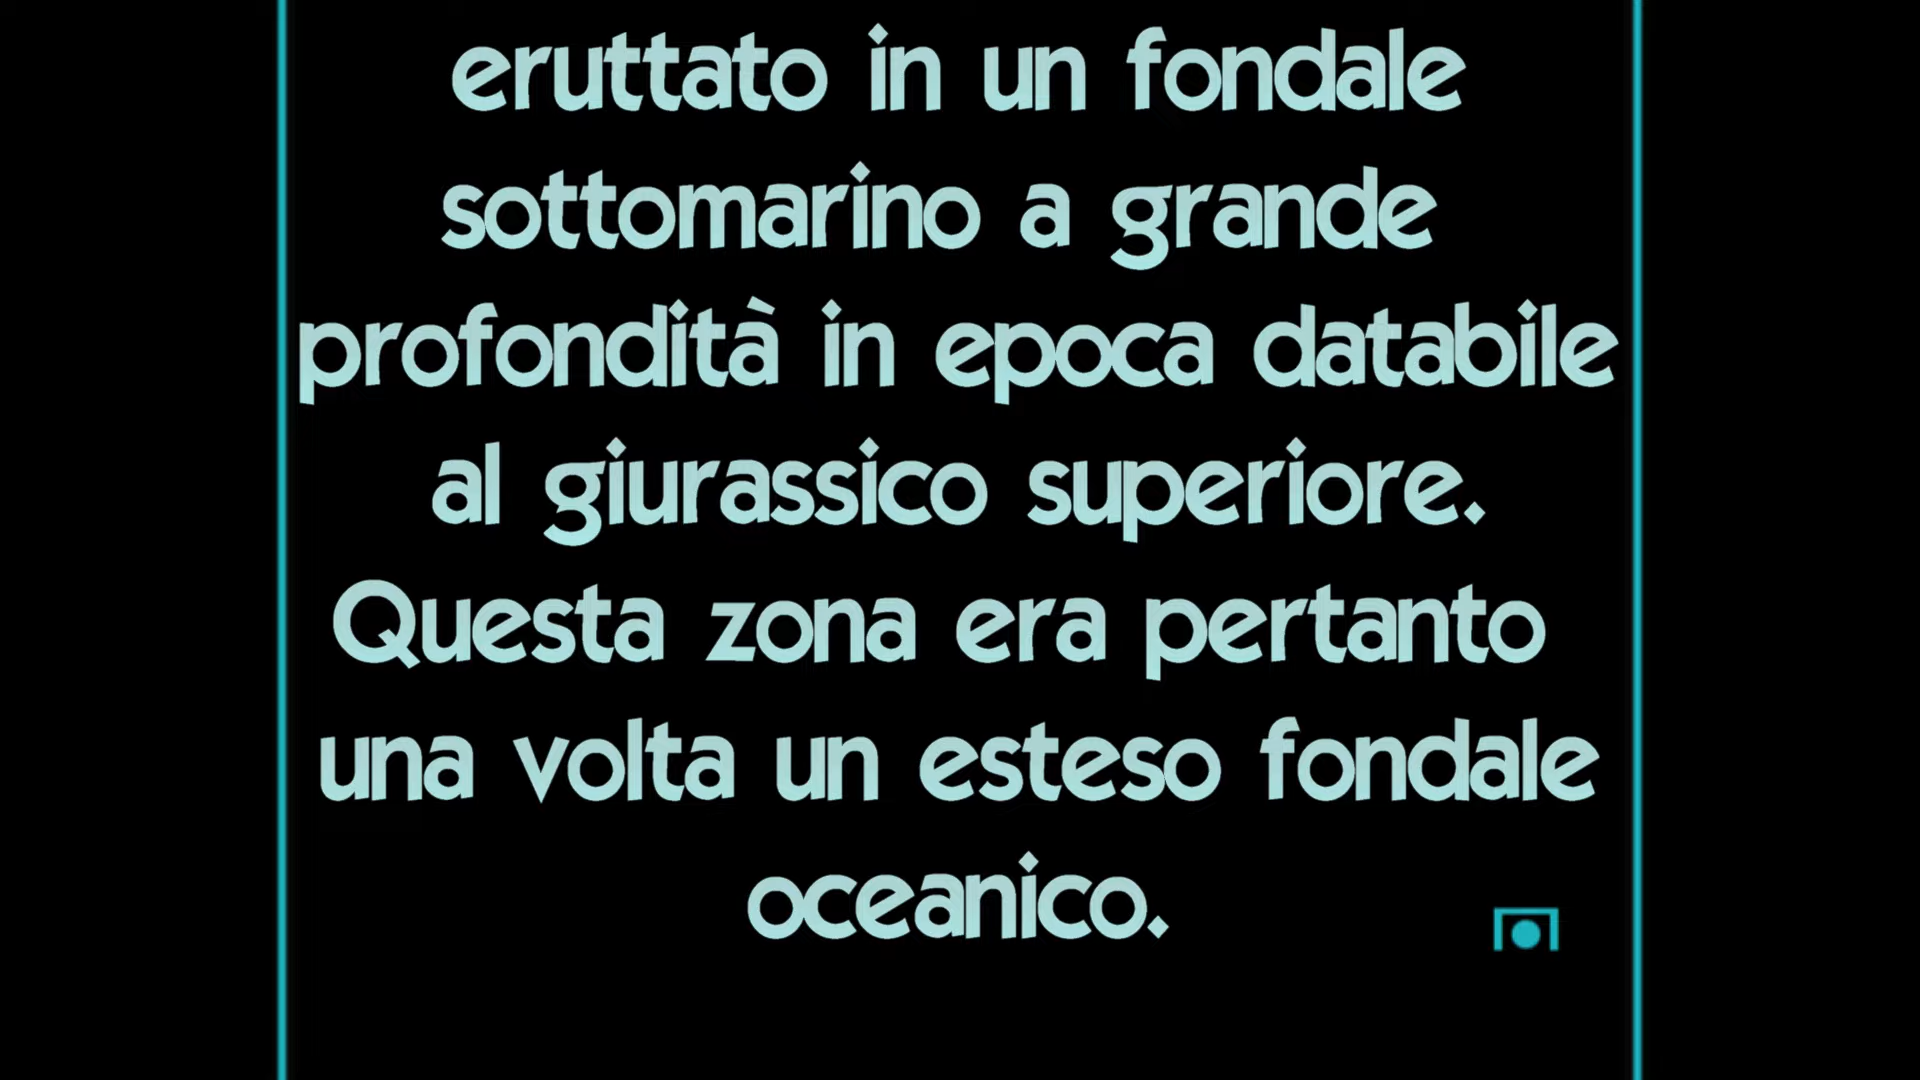 eruttato in un fondale
sottomarino a grande
profondità in epoca databile
al giurassico superiore.
Questa zona era pertanto
una volta un esteso fondale
oceanico.